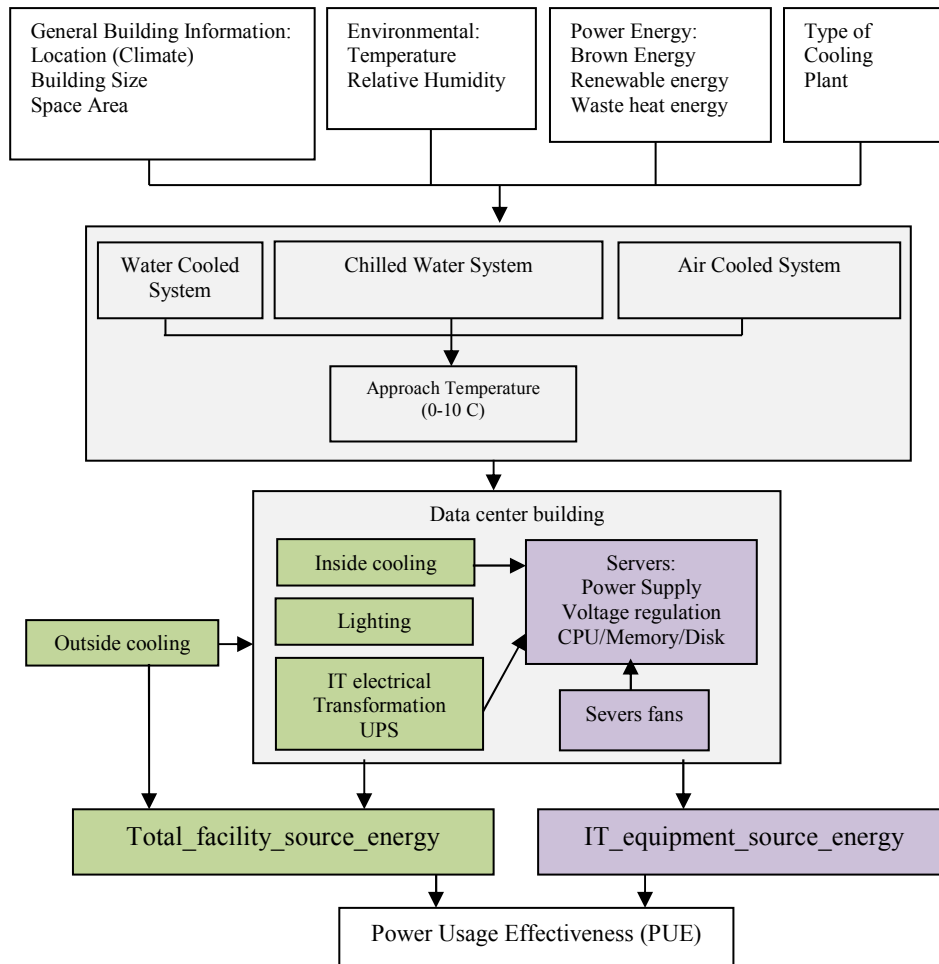 General Building Information:
Location (Climate)
Building Size
Space Area
Environmental:
Temperature
Relative Humidity
Power Energy:
Brown Energy
Renewable energy
Waste heat energy
Type of
Cooling
Plant
Water Cooled
System
Chilled Water System
Air Cooled System
Approach Temperature
(0-10 C)
Data center building
Inside cooling
Servers:
Power Supply
Voltage regulation
CPU/Memory/Disk
Lighting
Outside cooling
IT electrical
Transformation
UPS
Severs fans
Total_facility_source_energy
IT_equipment_source_energy
Power Usage Effectiveness (PUE)